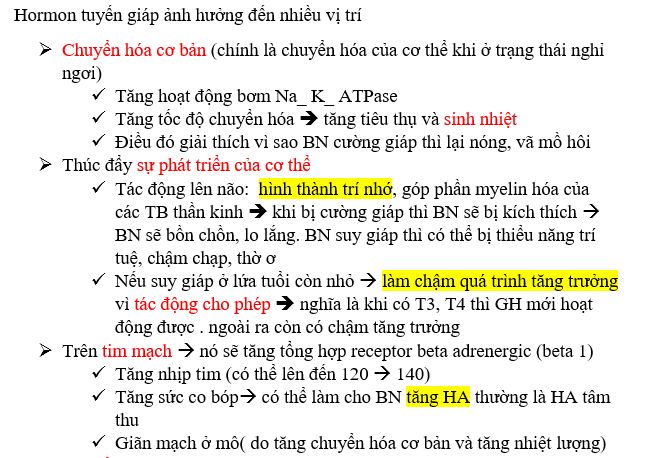 Hormon tuyến giáp ảnh hưởng đến nhiều vị trí
➢ Chuyển hóa cơ bản (chính là chuyển hóa của cơ thể khi ở trạng thái nghỉ
ngơi)
✓ Tăng hoạt động bơm Na_ K_ ATPase
✓ Tăng tốc độ chuyển hóa ➔ tăng tiêu thụ và sinh nhiệt
✓ Điều đó giải thích vì sao BN cường giáp thì lại nóng, vã mồ hôi
➢ Thúc đẩy sự phát triển của cơ thể
✓ Tác động lên não: hình thành trí nhớ, góp phần myelin hóa của
các TB thần kinh ➔ khi bị cường giáp thì BN sẽ bị kích thích →
BN sẽ bồn chồn, lo lắng. BN suy giáp thì có thể bị thiểu năng trí
tuệ, chậm chạp, thờ ơ
✓ Nếu suy giáp ở lứa tuổi còn nhỏ → làm chậm quá trình tăng trưởng
vì tác động cho phép ➔ nghĩa là khi có T3, T4 thì GH mới hoạt
động được . ngoài ra còn có chậm tăng trưởng
➢ Trên tim mạch → nó sẽ tăng tổng hợp receptor beta adrenergic (beta 1)
✓ Tăng nhịp tim (có thể lên đến 120 → 140)
✓ Tăng sức co bóp→ có thể làm cho BN tăng HA thường là HA tâm
thu
✓ Giãn mạch ở mô( do tăng chuyển hóa cơ bản và tăng nhiệt lượng)